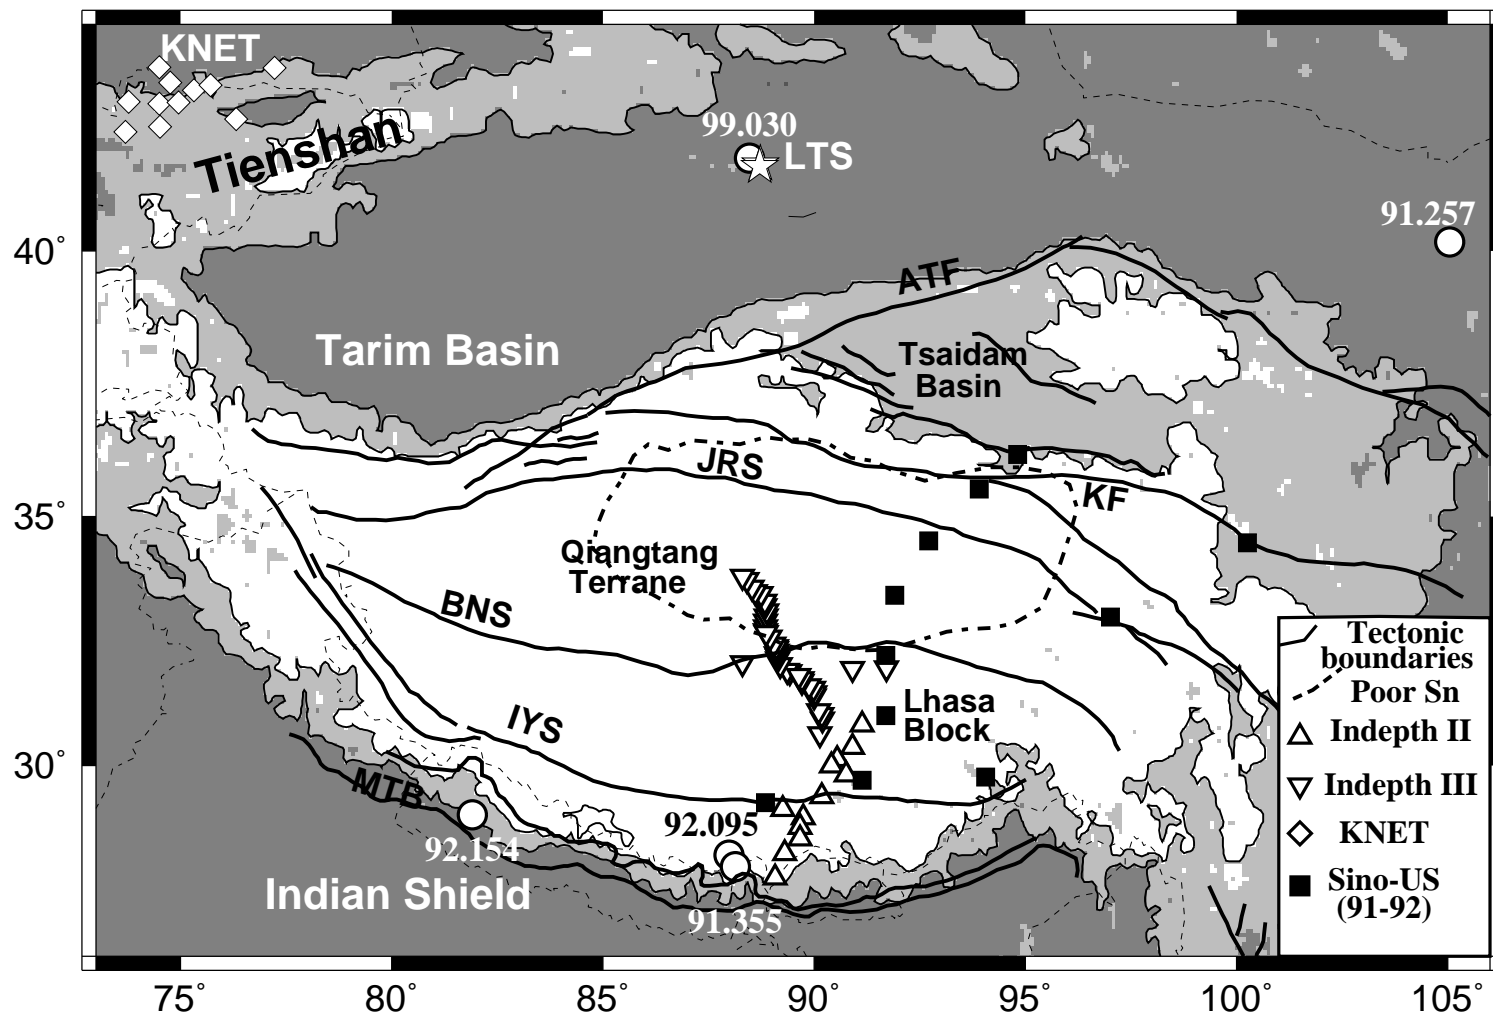 KNET
Tienshan
99.030
LTS
91.257
40°
ATF
Tarim Basin
Tsaidam
Basin
JRS
KF
35°
Qiangtang
Terrane
BNS
Tectonic
boundaries
Poor Sn
Lhasa
Block
IYS
Indepth II
30°
MTB
Indepth III
92.095
KNET
92.154
Indian Shield
Sino-US
(91-92)
91.355
75°
80°
85°
90°
95°
100°
105°